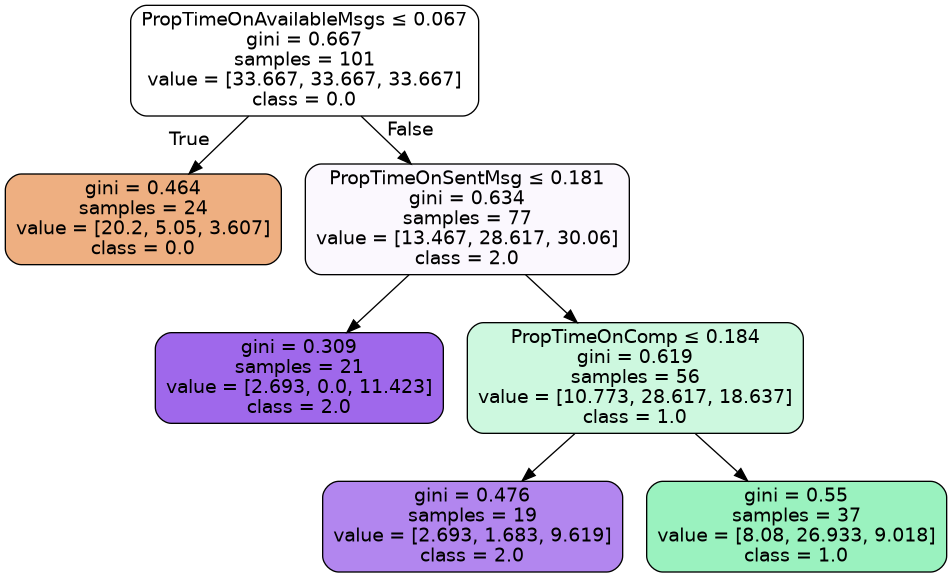 PropTimeOnAvailableMsgs ≤ 0.067
gini = 0.667
samples = 101
value = [33.667, 33.667, 33.667]
class = 0.0
True
False
gini = 0.464
samples = 24
value = [20.2, 5.05, 3.607]
class = 0.0
PropTimeOnSentMsg ≤ 0.181
gini = 0.634
samples = 77
value = [13.467, 28.617, 30.06]
class = 2.0
gini = 0.309
samples = 21
value = [2.693, 0.0, 11.423]
class = 2.0
PropTimeOnComp ≤ 0.184
gini = 0.619
samples = 56
value = [10.773, 28.617, 18.637]
class = 1.0
gini = 0.476
samples = 19
value = [2.693, 1.683, 9.619]
class = 2.0
gini = 0.55
samples = 37
value = [8.08, 26.933, 9.018]
class = 1.0